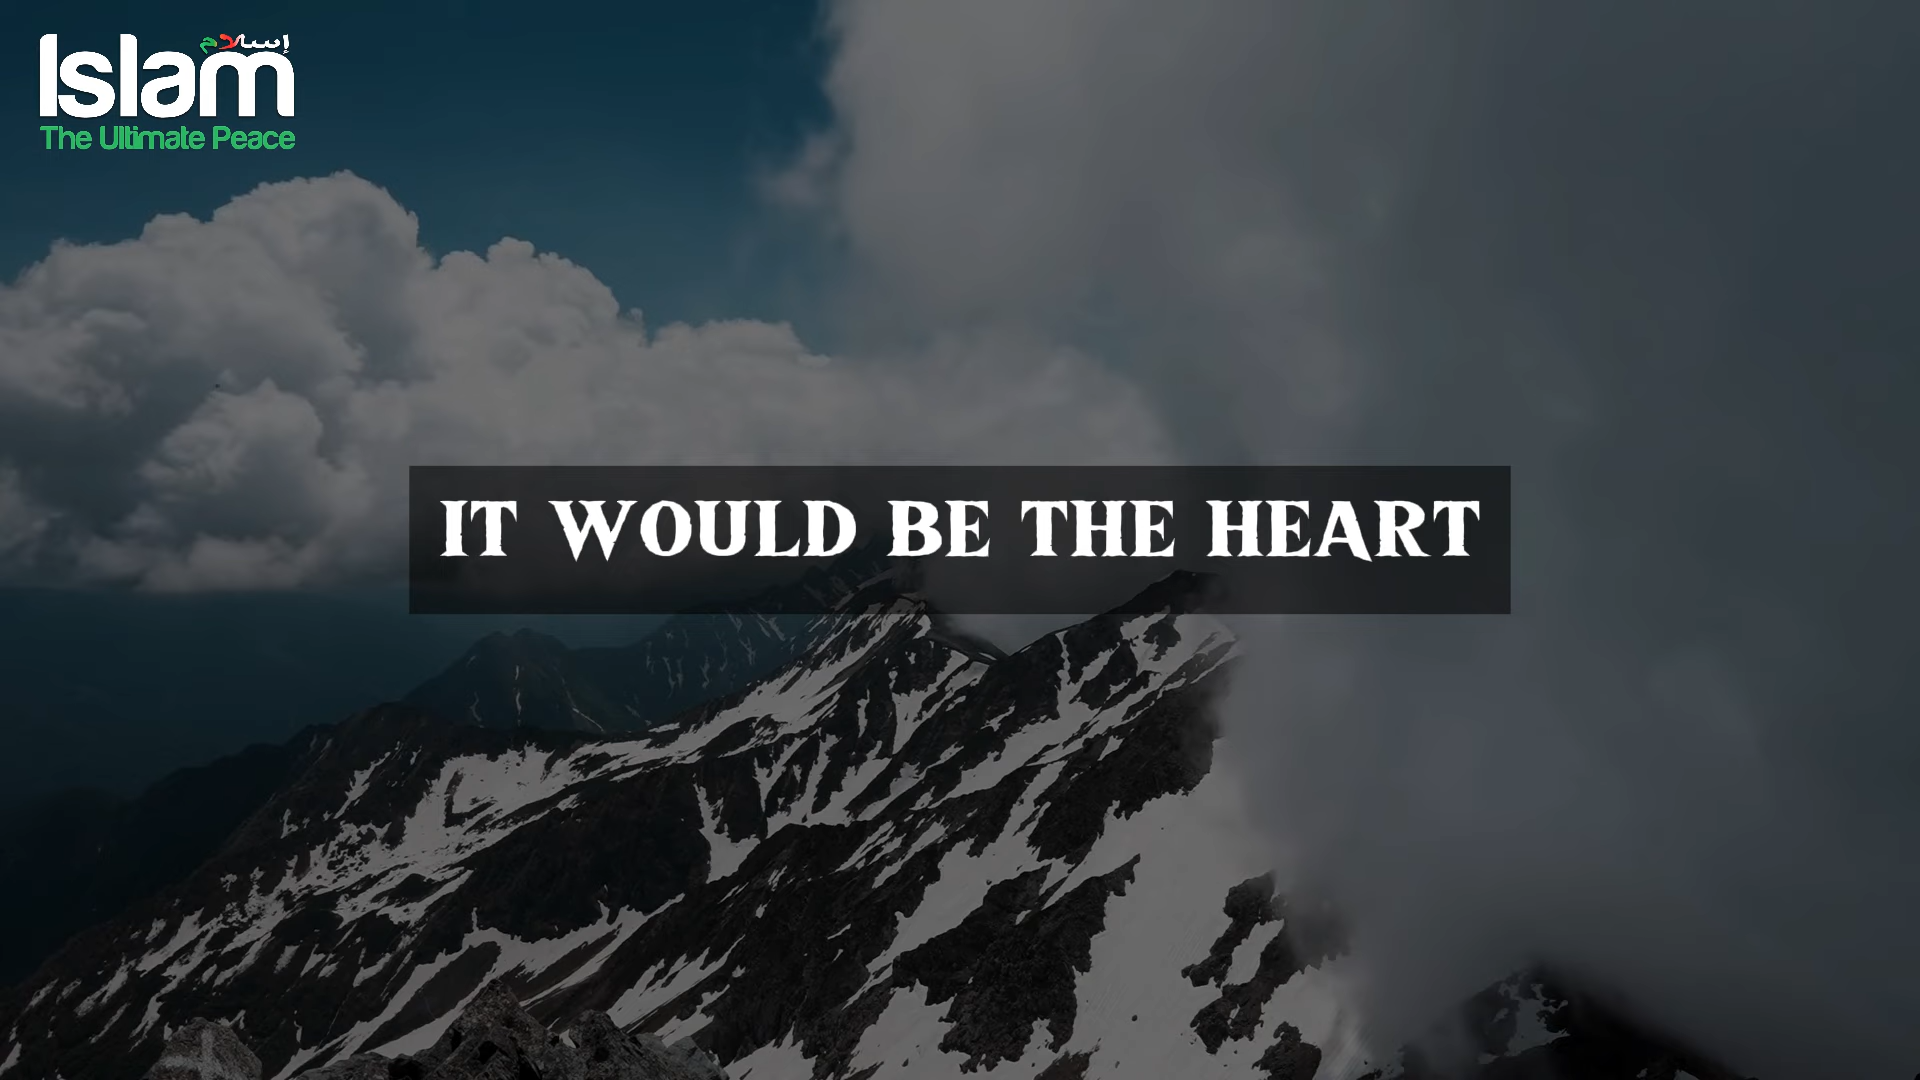 إسلام
Islam
The Ultimate Peace
IT WOULD BE THE HEART